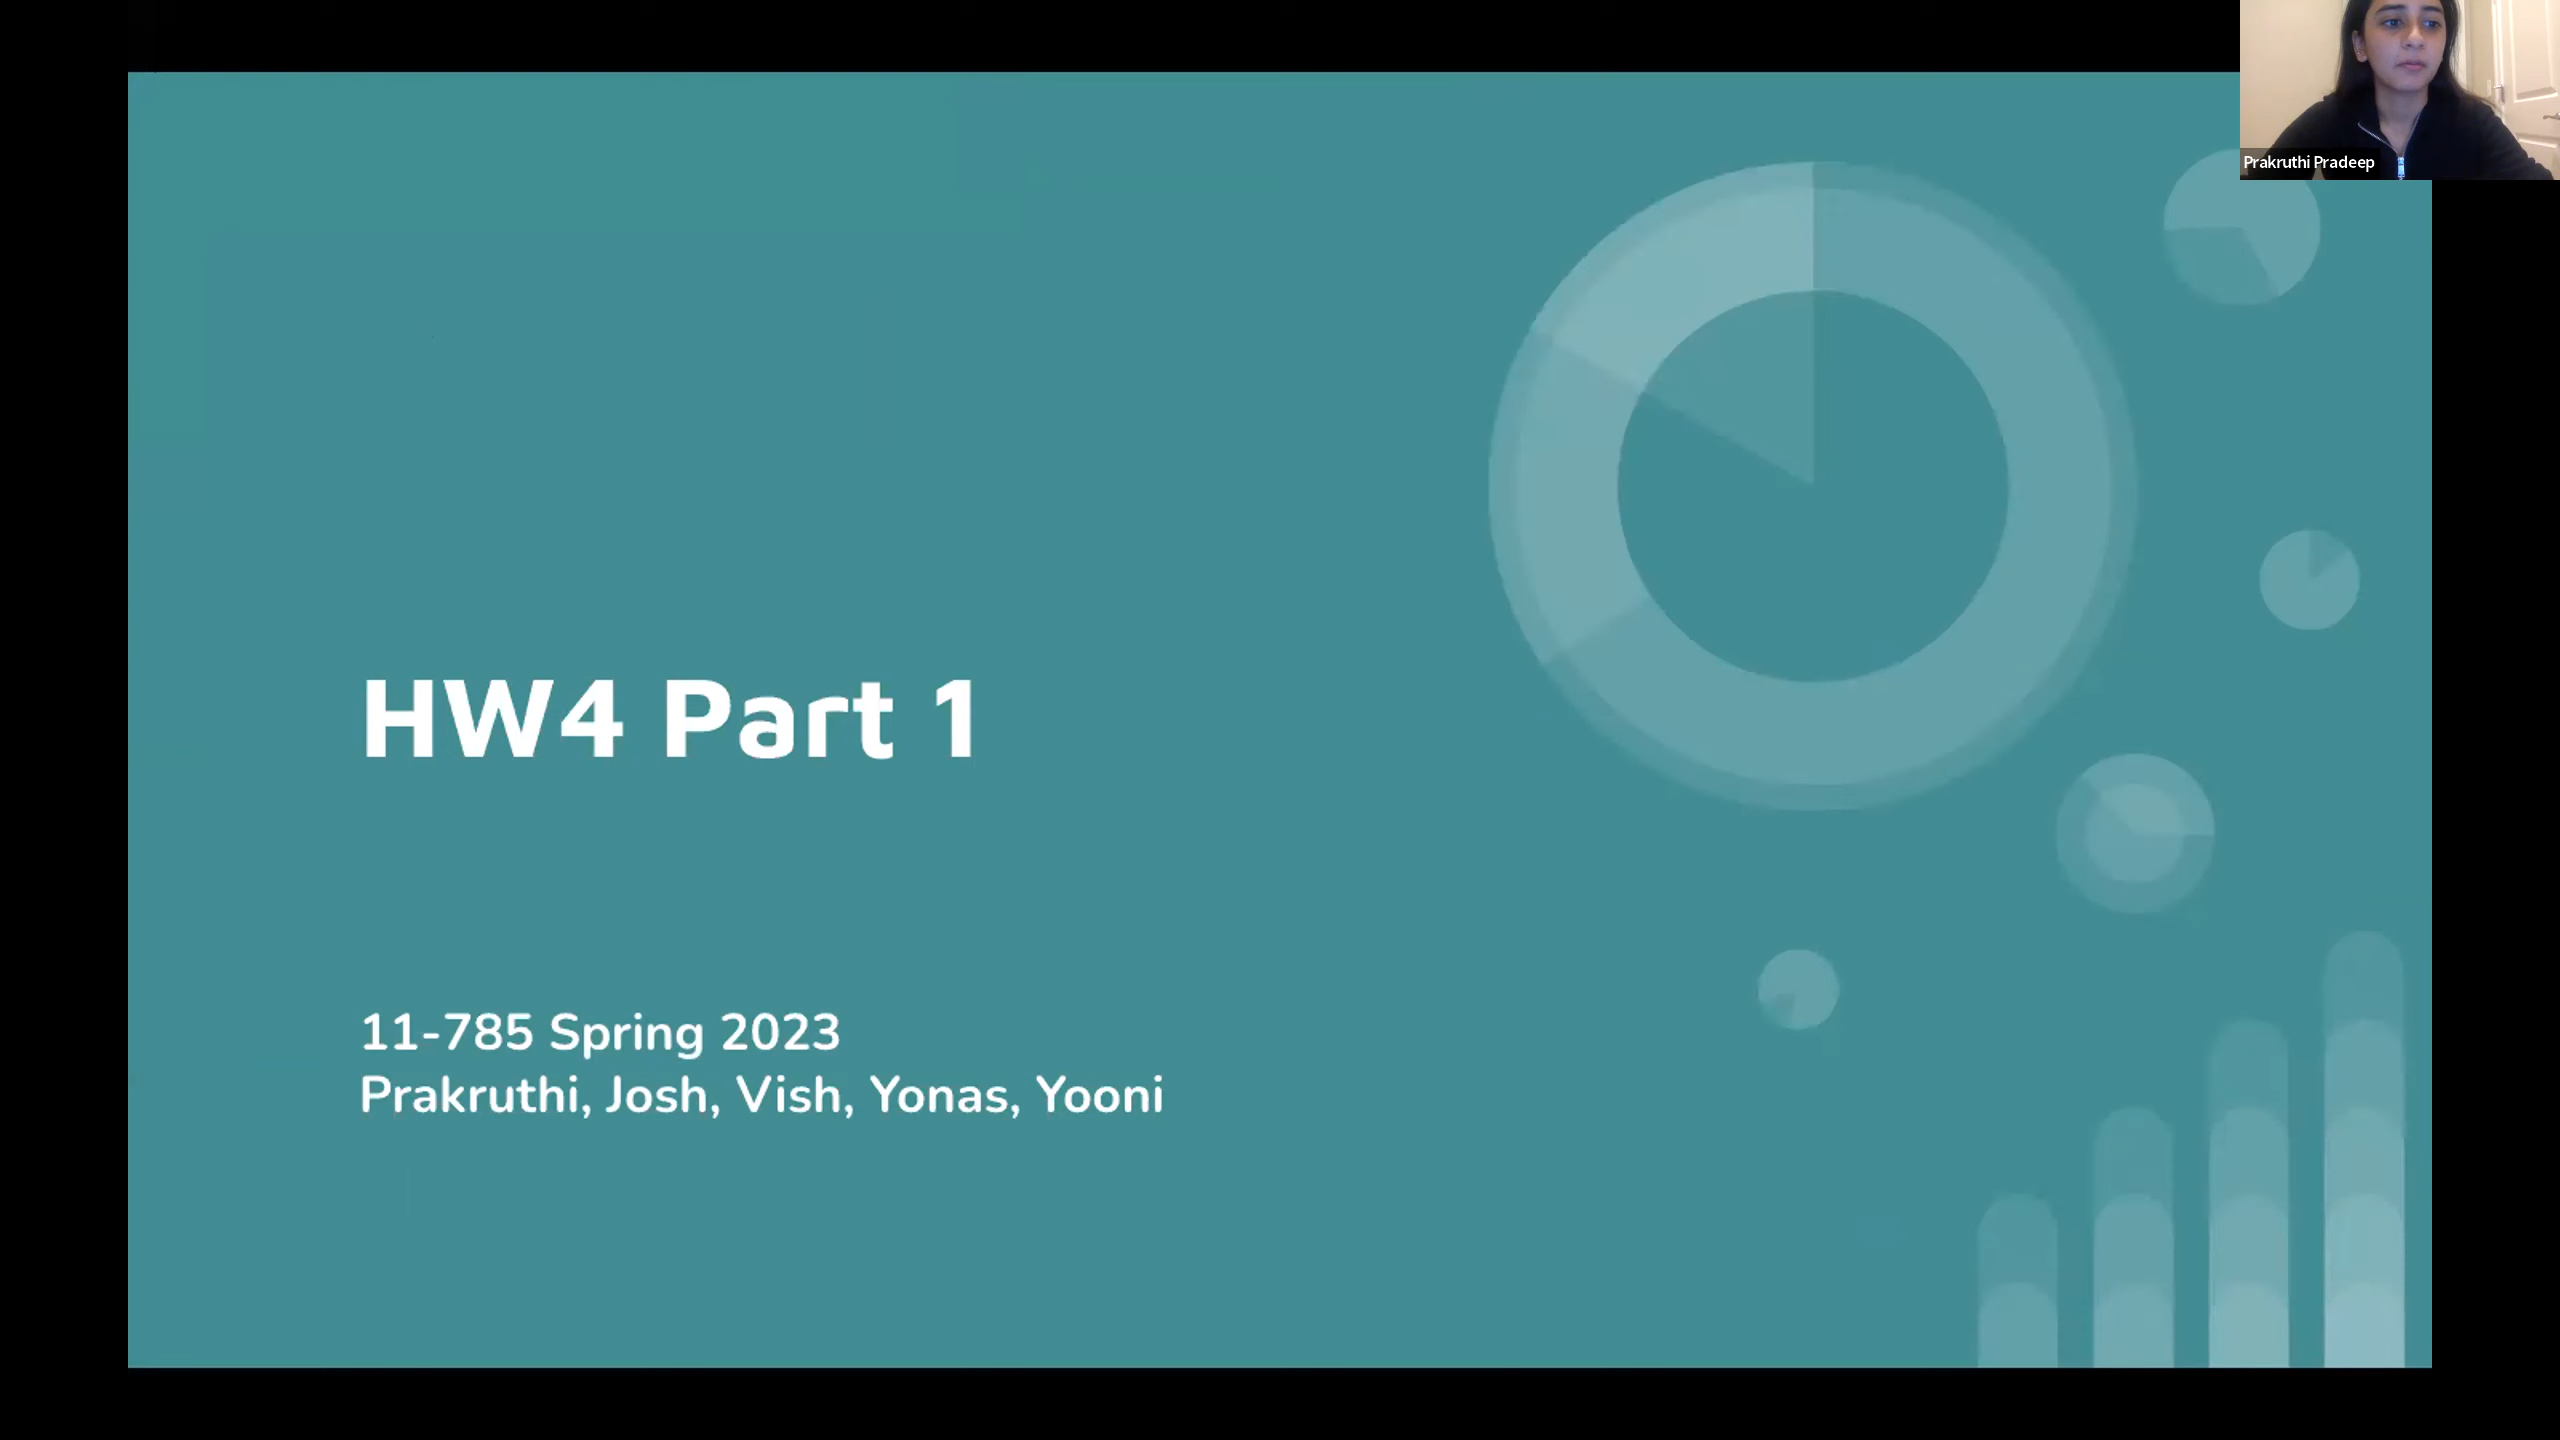 Prakruthi Pradeep
HW4 Part 1
11-785 Spring 2023
Prakruthi, Josh, Vish, Yonas, Yooni